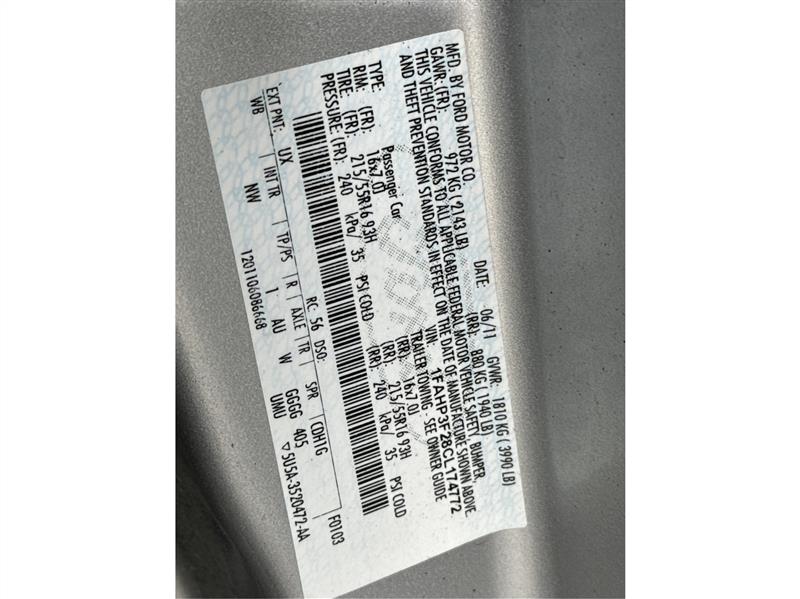 MFD. BY FORD MOTOR CO.
DATE: 06/11 GVWR: 1810 KG ( 3990 LB)
GAWR: (FR): 972 KG ( 2143 LB) (RR): 880 KG ( 1940 LB)
THIS VEHICLE CONFORMS TO ALL APPLICABLE FEDERAL MOTOR VEHICLE SAFETY, BUMPER
AND THEFT PREVENTION STANDARDS IN EFFECT ON THE DATE OF MANUFACTURE SHOWN ABOVE.
VIN: 1FAHP3F28CL174772
TYPE: Passenger Car TRAILER TOWING - SEE OWNER GUIDE
RIM: (FR): 16x7.0J (RR): 16x7.0J
TIRE: (FR): 215/55R16 93H (RR): 215/55R16 93H
PRESSURE: (FR): 240 kPa/ 35 PSI COLD (RR): 240 kPa/ 35 PSI COLD
F0103
EXT PNT: UX RC: 56 DSO:
WB INT TR TP/PS R AXLE TR SPR CDH1G
NW 1 AU W GGGG 405
UMU ▽5U5A-3520472-AA
1201106086668